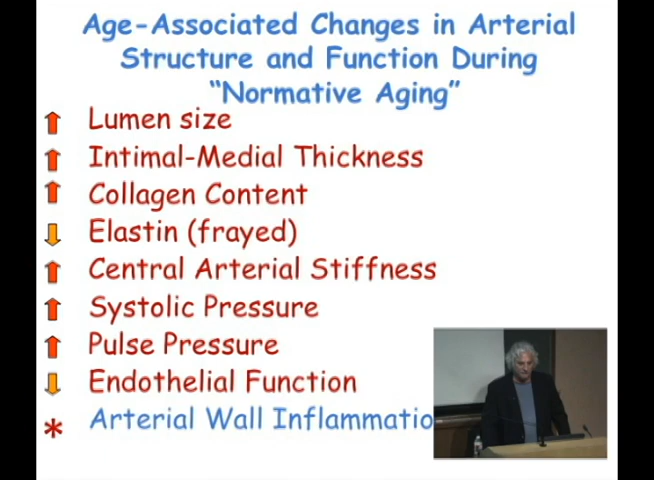 Age-Associated Changes in Arterial
Structure and Function During
“Normative Aging”
Lumen size
Intimal-Medial Thickness
Collagen Content
Elastin (frayed)
Central Arterial Stiffness
Systolic Pressure
Pulse Pressure
Endothelial Function
* Arterial Wall Inflammatio